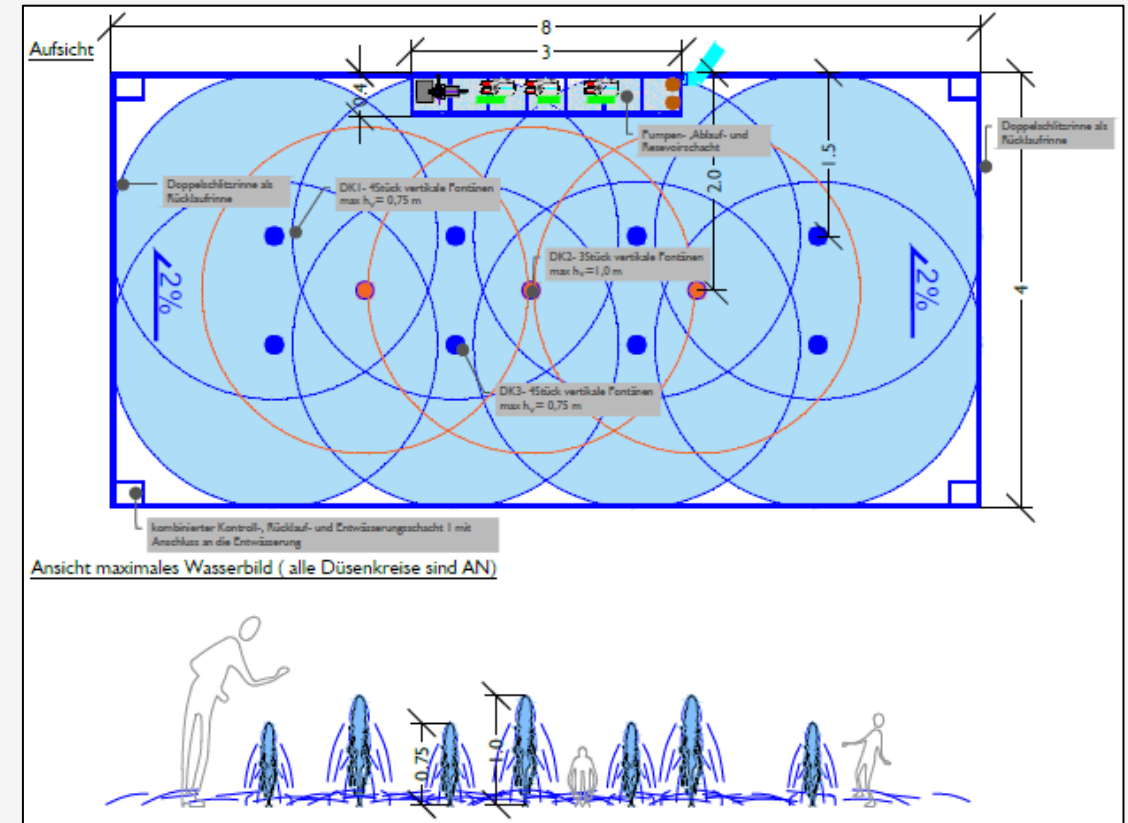 8
Aufsicht
3
0.4
Pumpen- ,Ablauf- und
Resevoirschacht
Doppelschlitzrinne als
Rücklaufrinne
1.5
2.0
Doppelschlitzrinne als
Rücklaufrinne
DK1- 4Stück vertikale Fontänen
max hv= 0,75 m
DK2- 3Stück vertikale Fontänen
max hv=1,0 m
2%
2%
4
DK3- 4Stück vertikale Fontänen
max hv= 0,75 m
kombinierter Kontroll-, Rücklauf- und Entwässerungsschacht 1 mit
Anschluss an die Entwässerung
Ansicht maximales Wasserbild ( alle Düsenkreise sind AN)
0.75
1.0